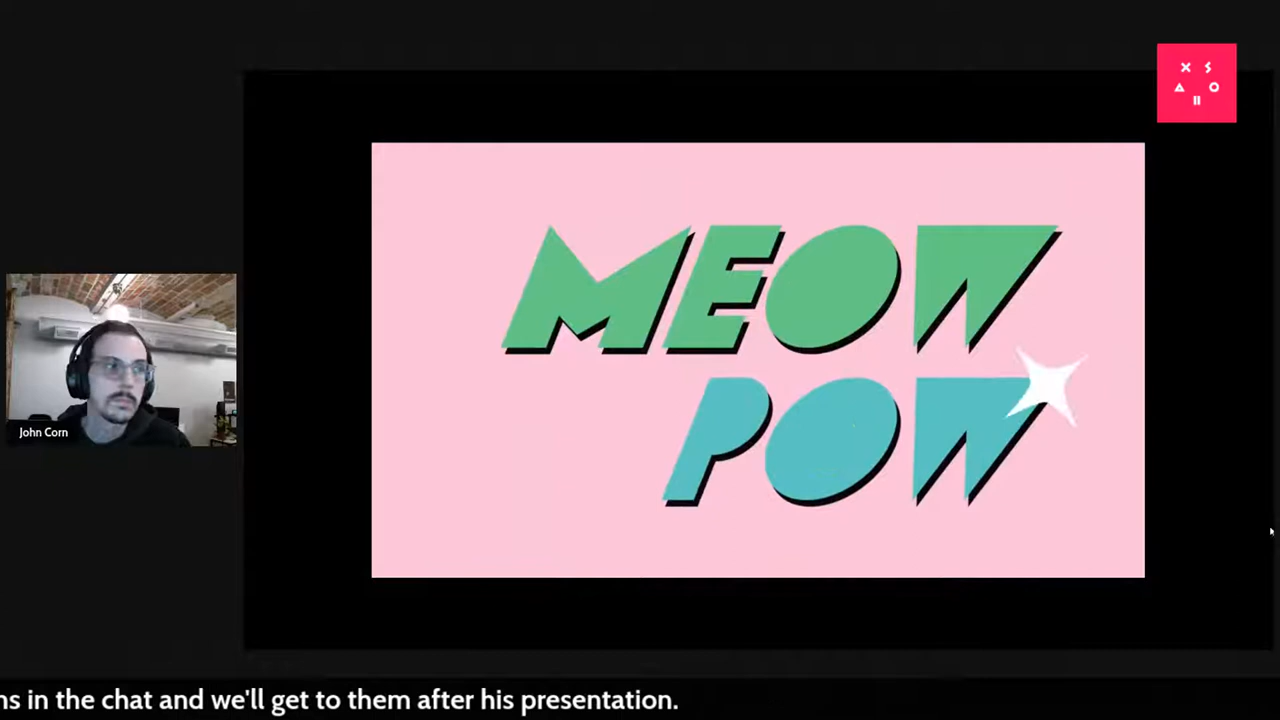 MEOW
POW
John Corn
ns in the chat and we'll get to them after his presentation.